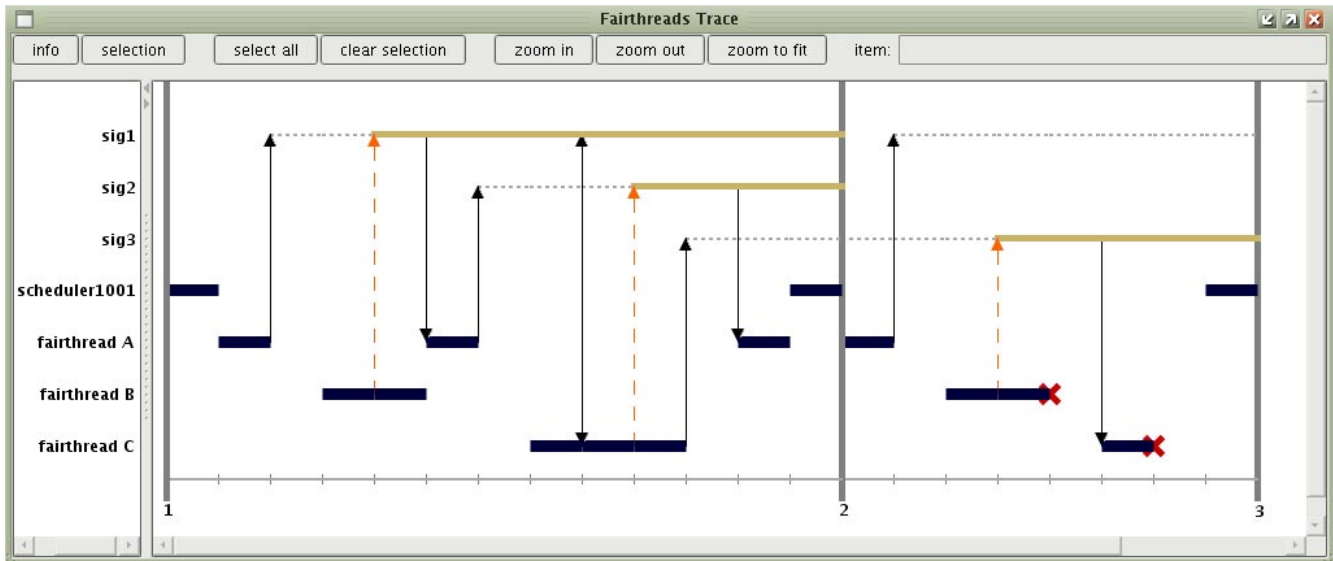 Fairthreads Trace
info selection select all clear selection zoom in zoom out zoom to fit item:
sig1
sig2
sig3
scheduler1001
fairthread A
fairthread B
fairthread C
1 2 3